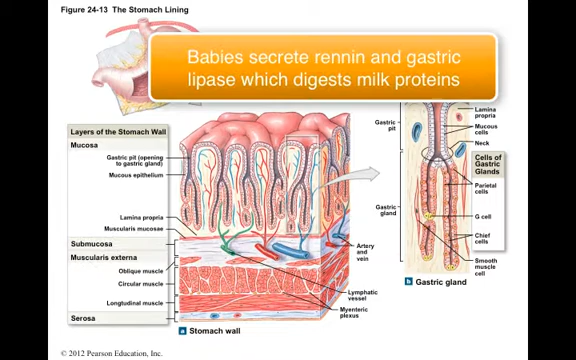 Figure 24-13 The Stomach Lining
Babies secrete rennin and gastric
lipase which digests milk proteins
Layers of the Stomach Wall
Mucosa
Gastric pit (opening
to gastric gland)
Mucous epithelium
Lamina propria
Muscularis mucosae
Submucosa
Muscularis externa
Oblique muscle
Circular muscle
Longitudinal muscle
Serosa
Artery
and
vein
Lymphatic
vessel
Myenteric
plexus
a Stomach wall
Gastric
pit
Gastric
gland
Lamina
propria
Mucous
cells
Neck
Cells of
Gastric
Glands
Parietal
cells
G cell
Chief
cells
Smooth
muscle
cell
b Gastric gland
© 2012 Pearson Education, Inc.